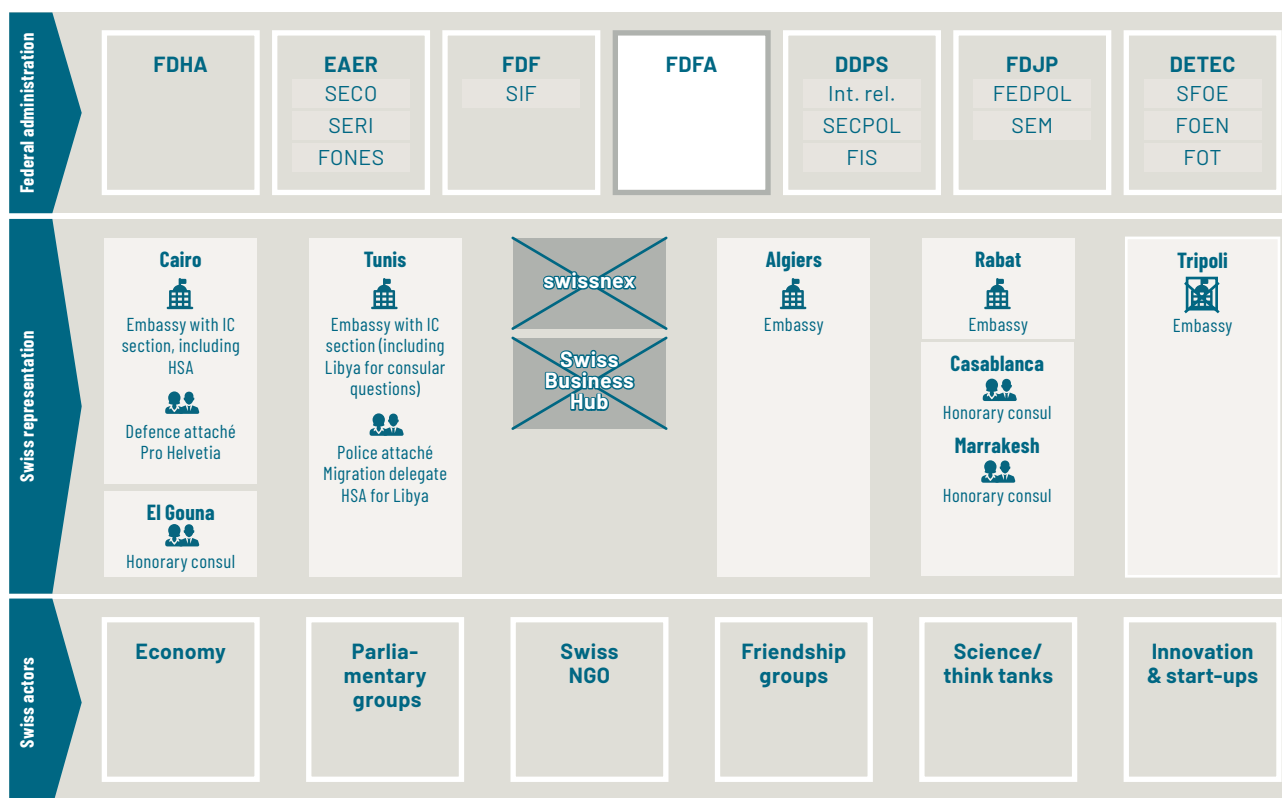 Federal administration
FDHA
EAER
SECO
SERI
FONES
FDF
SIF
FDFA
DDPS
Int. rel.
SECPOL
FIS
FDJP
FEDPOL
SEM
DETEC
SFOE
FOEN
FOT
Swiss representation
Cairo
Embassy with IC
section, including
HSA
Defence attaché
Pro Helvetia
El Gouna
Honorary consul
Tunis
Embassy with IC
section (including
Libya for consular
questions)
Police attaché
Migration delegate
HSA for Libya
swissnex
Swiss
Business
Hub
Algiers
Embassy
Rabat
Embassy
Casablanca
Honorary consul
Marrakesh
Honorary consul
Tripoli
Embassy
Swiss actors
Economy
Parlia-
mentary
groups
Swiss
NGO
Friendship
groups
Science/
think tanks
Innovation
& start-ups